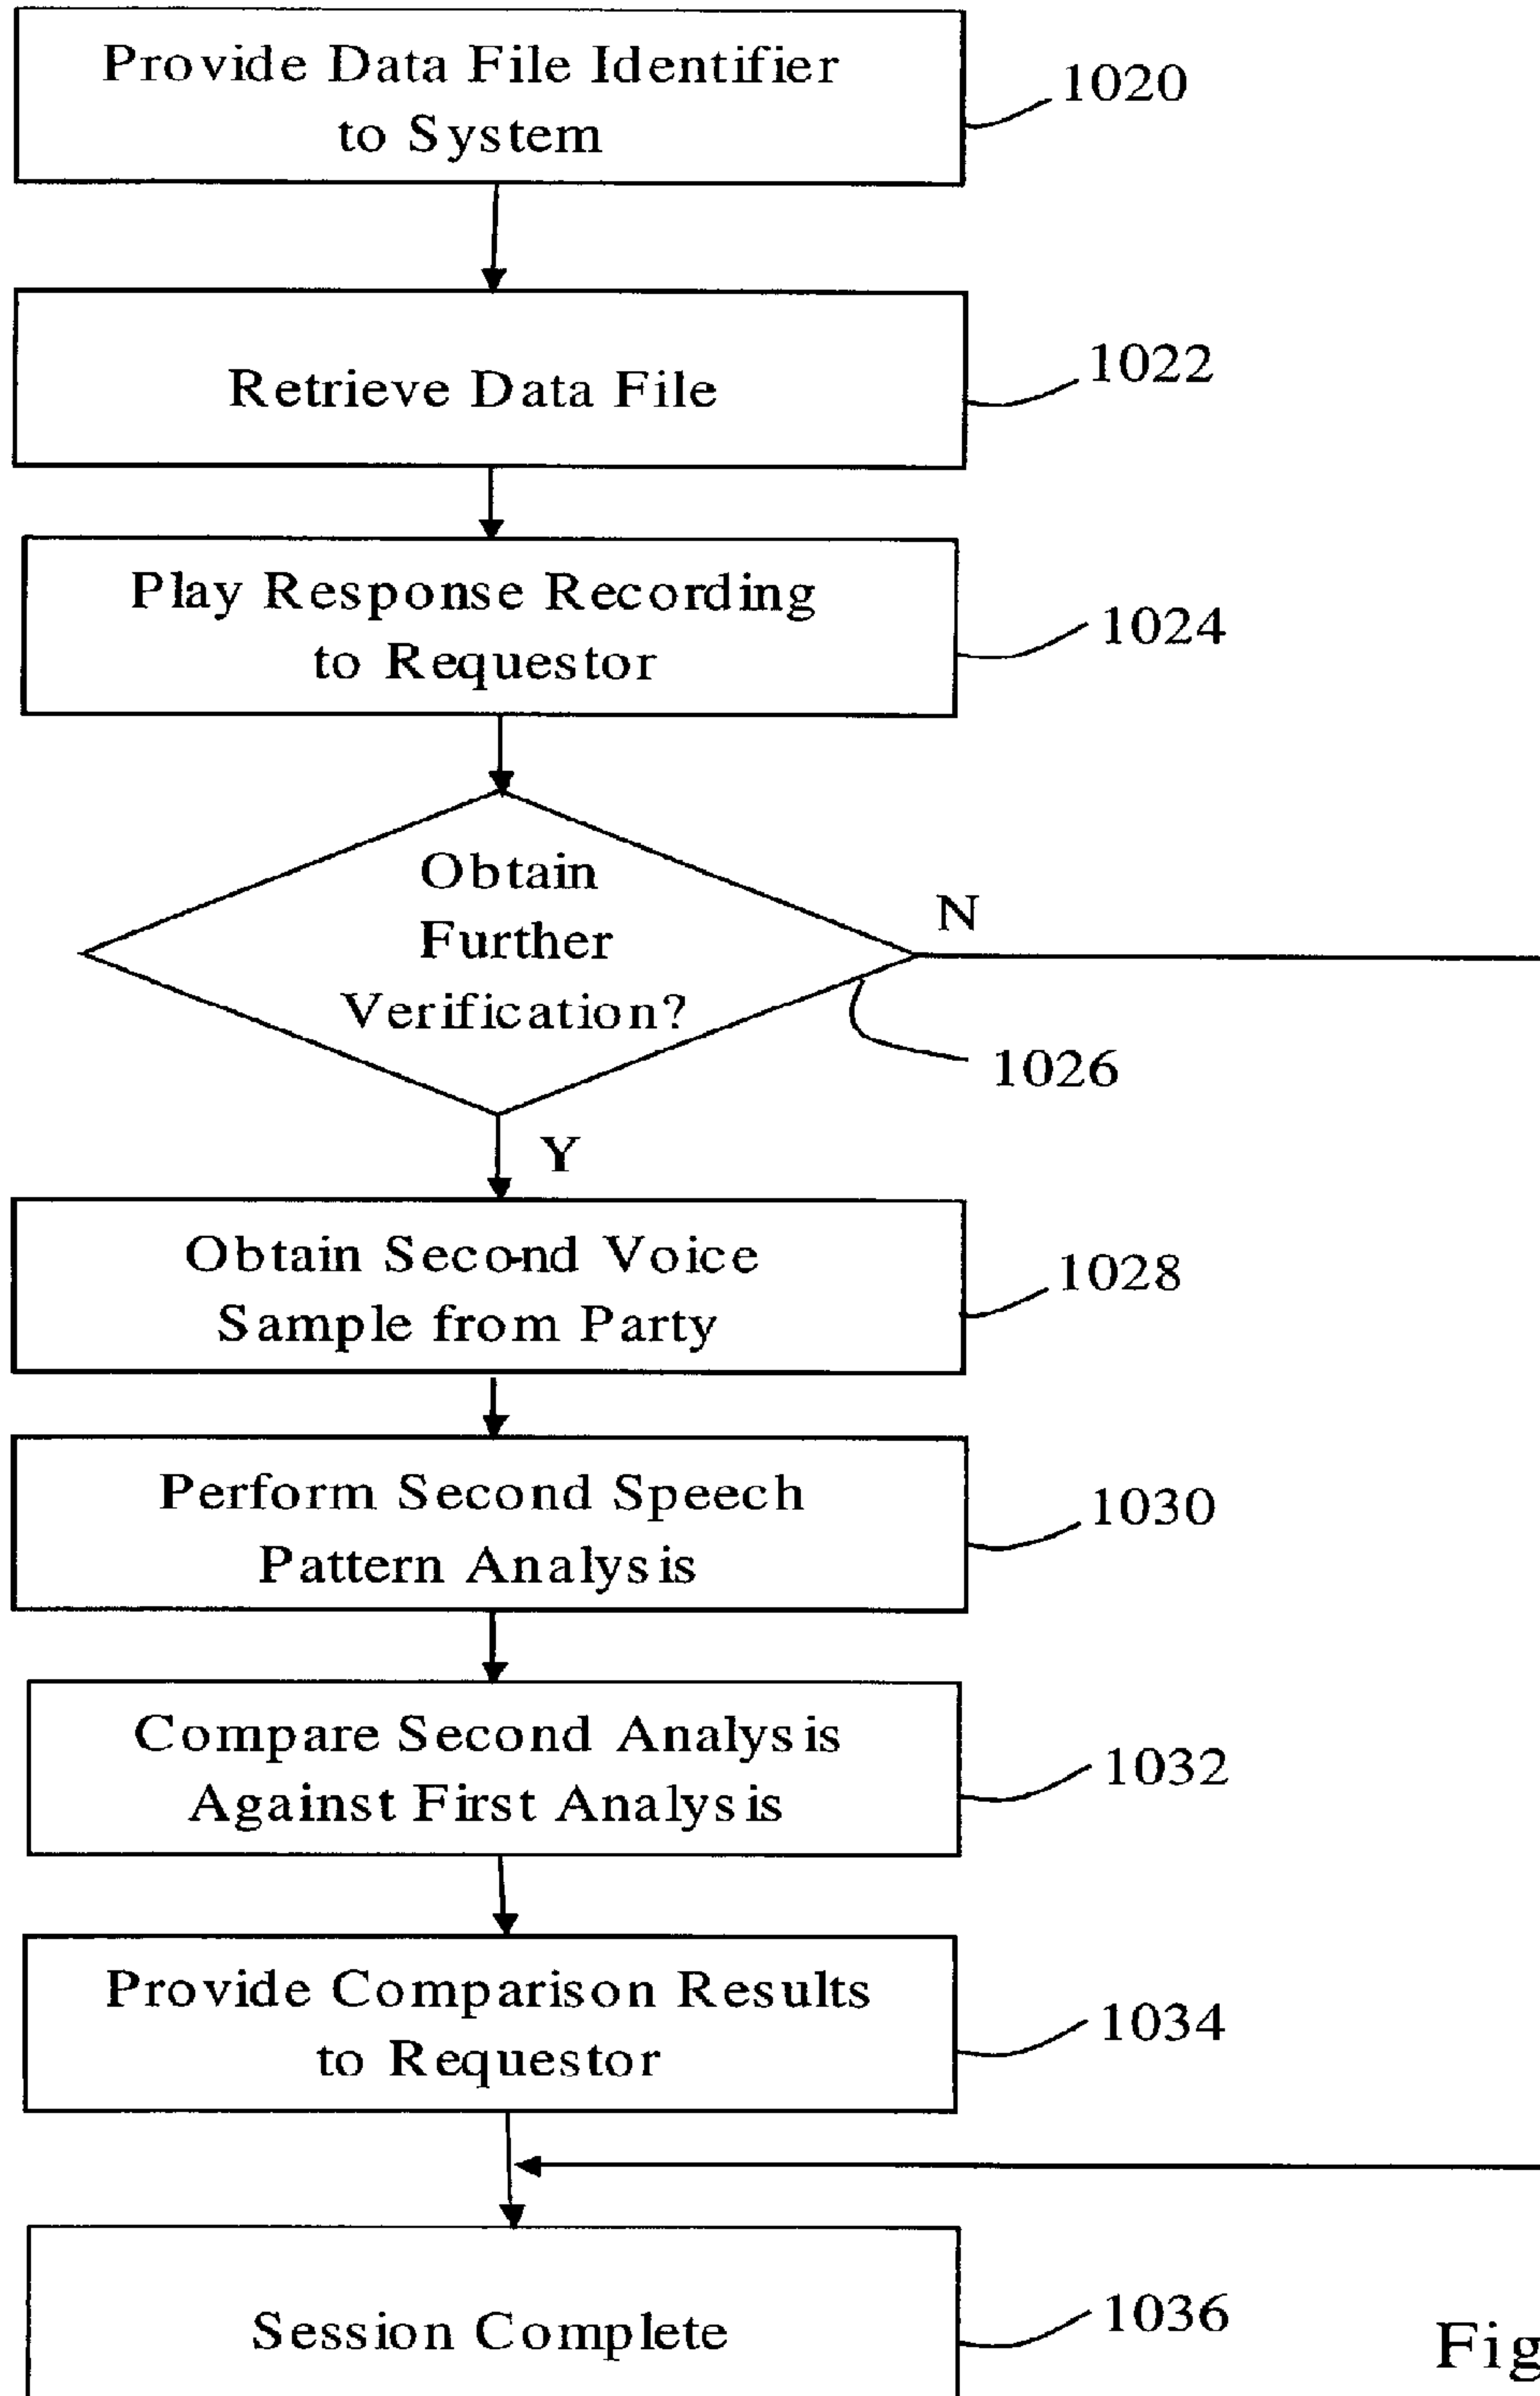 Provide Data File Identifier
to System
1020
Retrieve Data File
1022
Play Response Recording
to Requestor
1024
Obtain
Further
Verification?
N
1026
Y
Obtain Second Voice
Sample from Party
1028
Perform Second Speech
Pattern Analysis
1030
Compare Second Analysis
Against First Analysis
1032
Provide Comparison Results
to Requestor
1034
Session Complete
1036
Fig